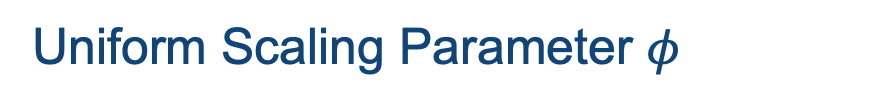 Uniform Scaling Parameter ϕ